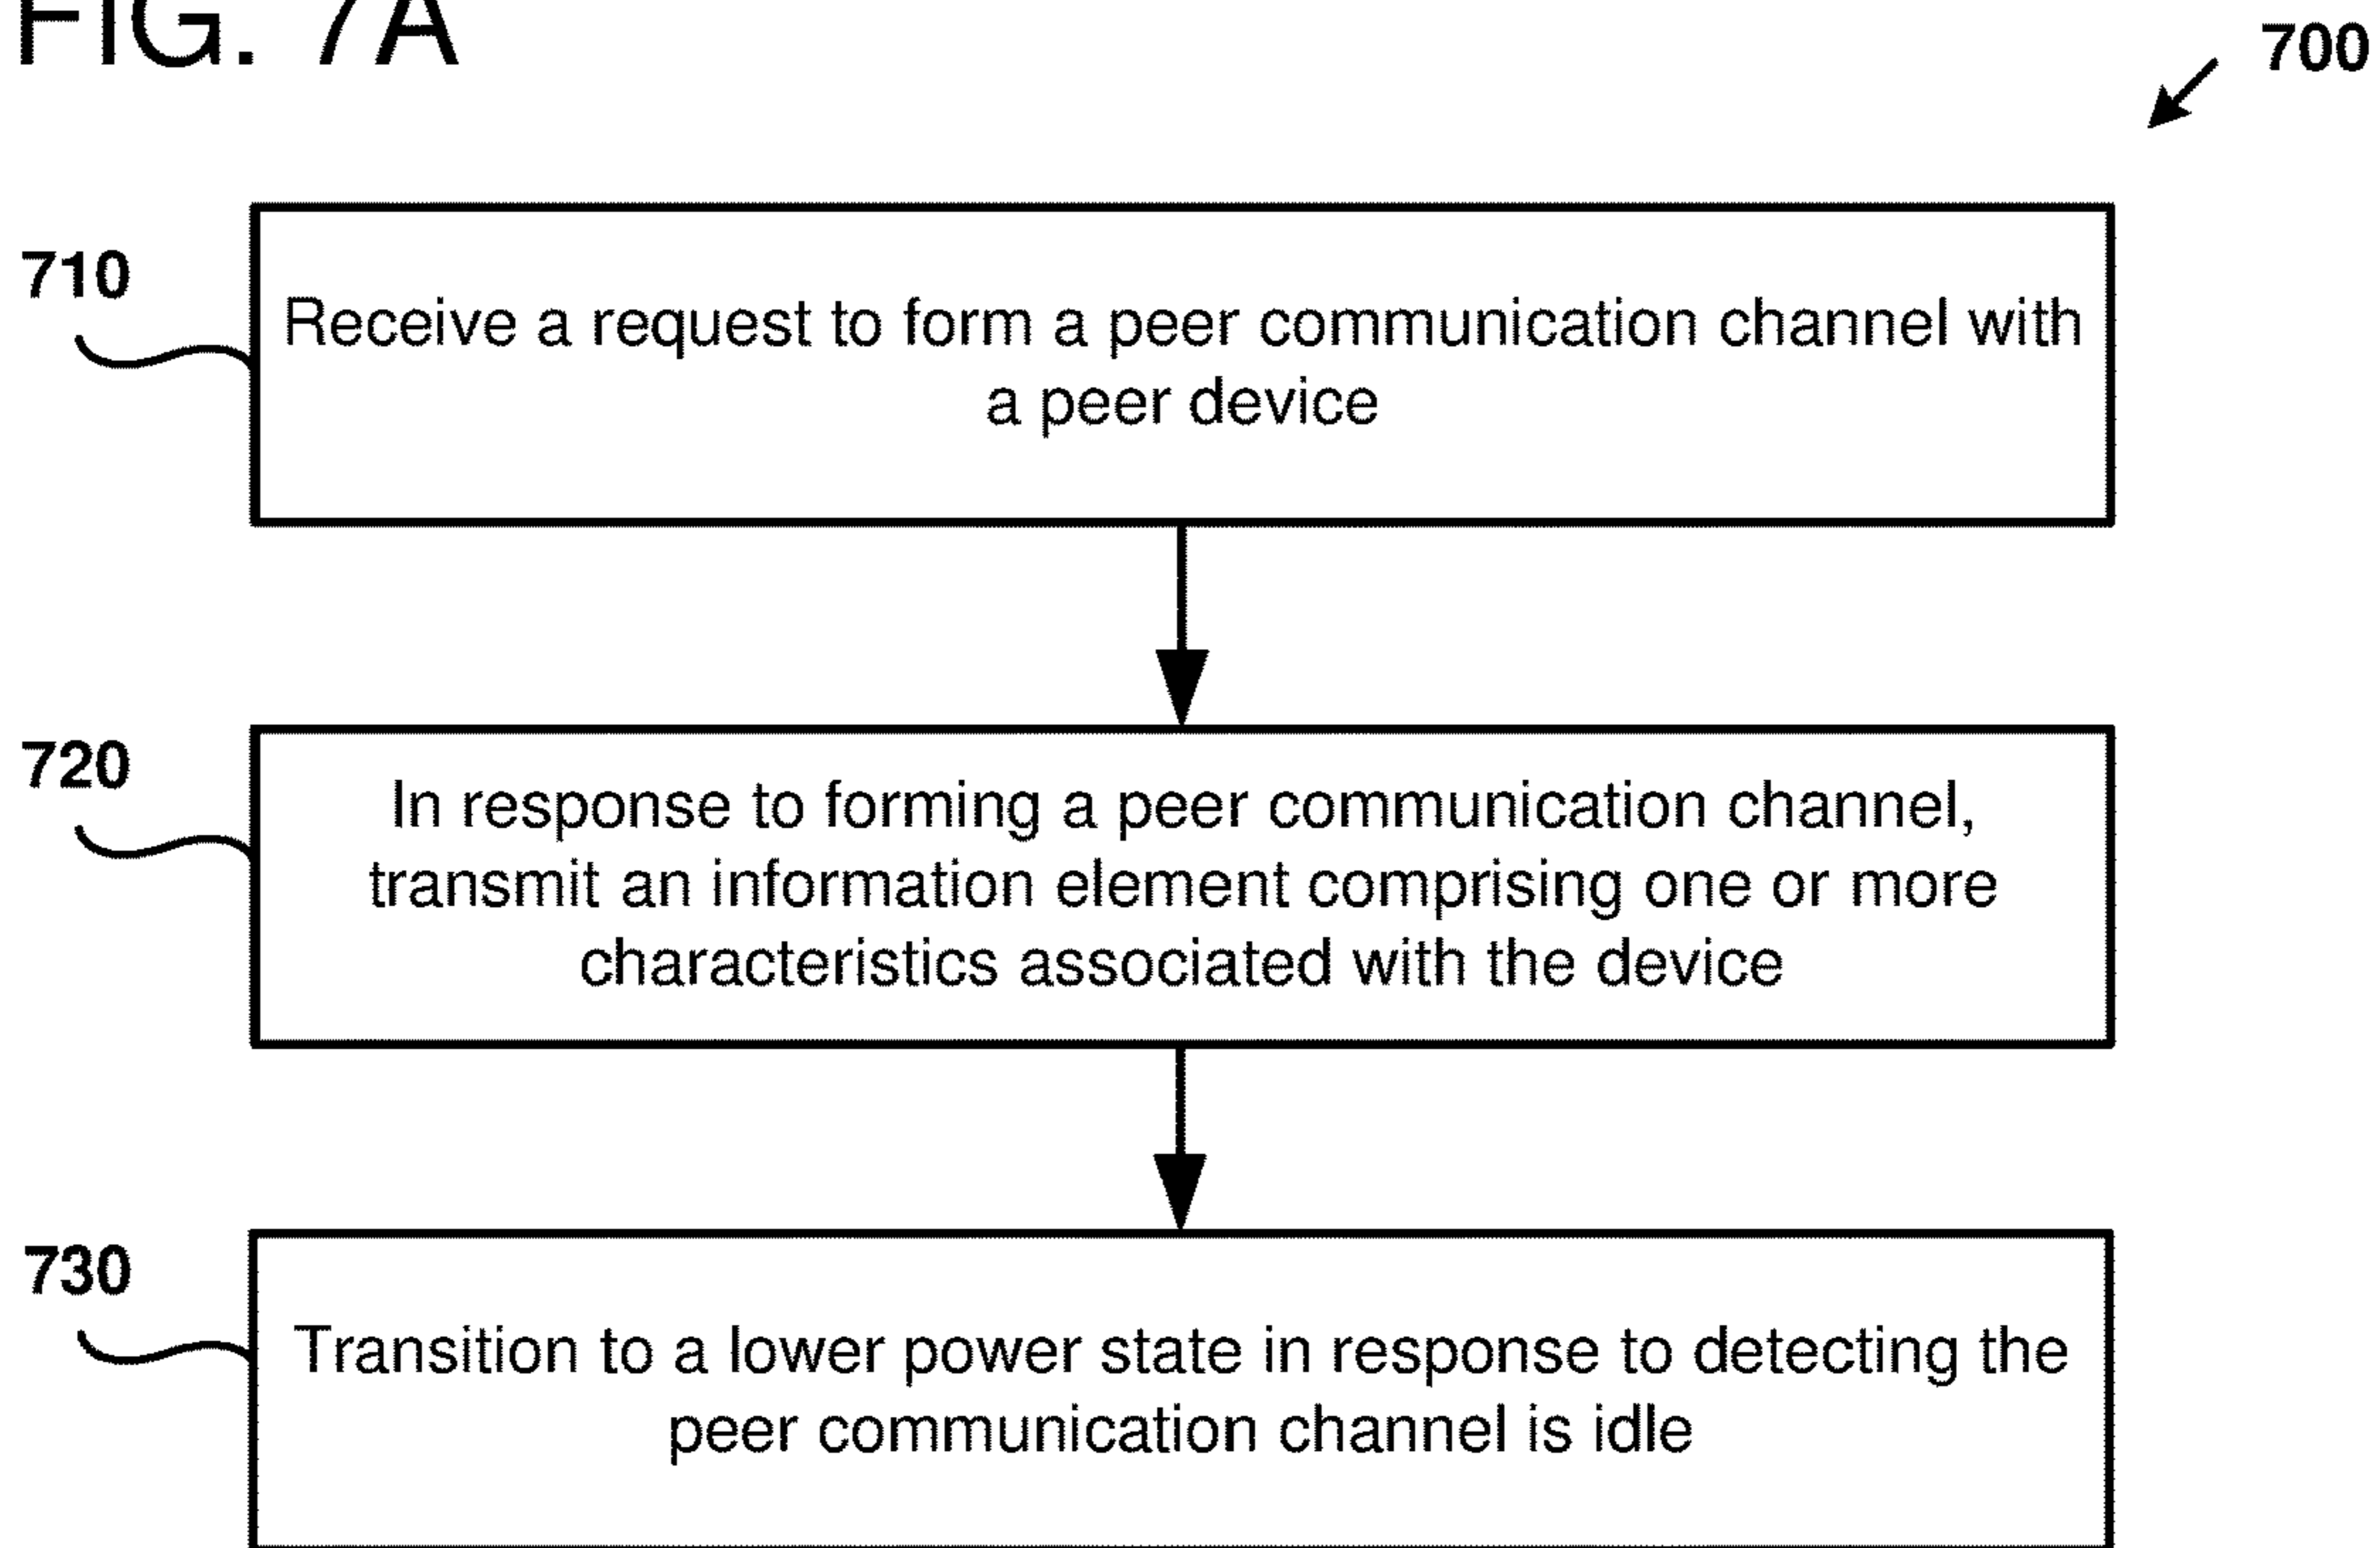 FIG. 7A
700
710
Receive a request to form a peer communication channel with
a peer device
720
In response to forming a peer communication channel,
transmit an information element comprising one or more
characteristics associated with the device
730
Transition to a lower power state in response to detecting the
peer communication channel is idle